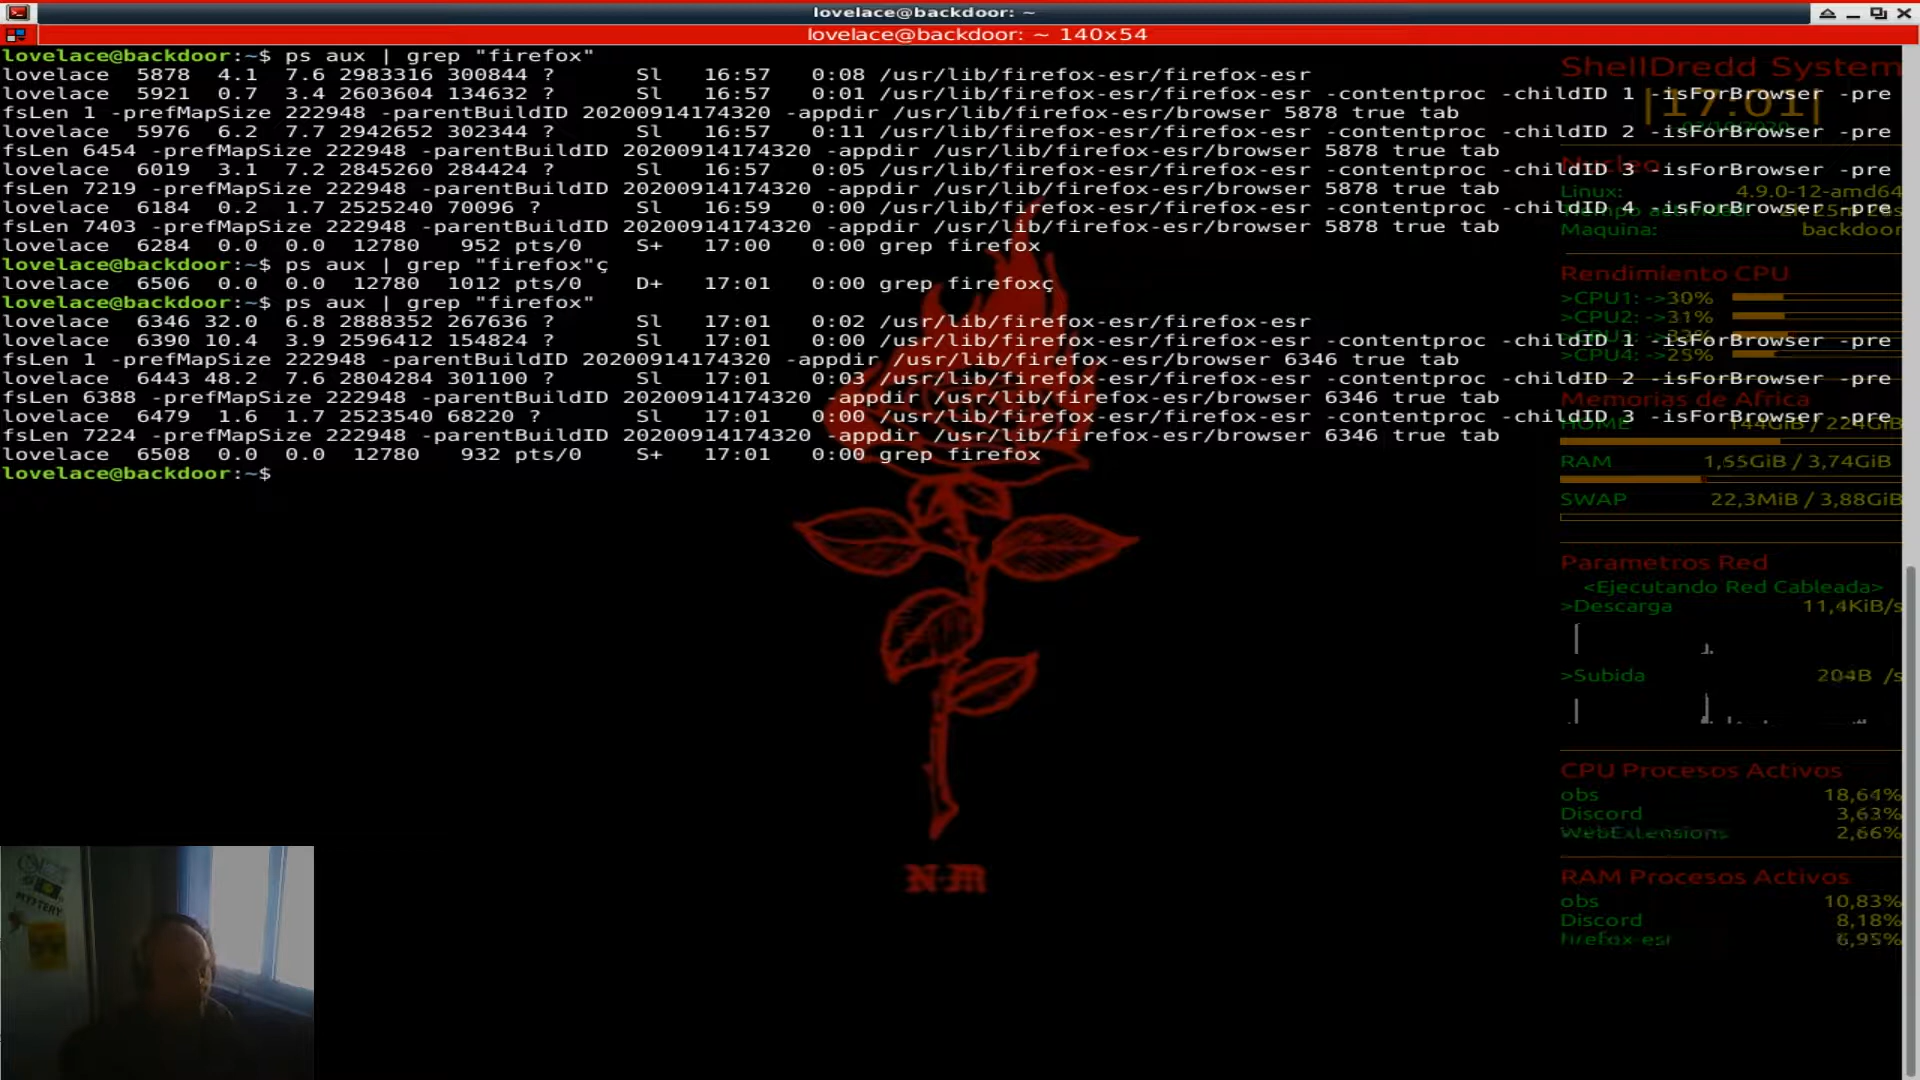 lovelace@backdoor: ~
lovelace@backdoor: ~ 140x54
lovelace@backdoor:~$ ps aux | grep "firefox"
lovelace  5878  4.1  7.6 2983316 300844 ?       Sl   16:57   0:08 /usr/lib/firefox-esr/firefox-esr
lovelace  5921  0.7  3.4 2603604 134632 ?       Sl   16:57   0:01 /usr/lib/firefox-esr/firefox-esr -contentproc -childID 1 -isForBrowser -pre
fsLen 1 -prefMapSize 222948 -parentBuildID 20200914174320 -appdir /usr/lib/firefox-esr/browser 5878 true tab
lovelace  5976  6.2  7.7 2942652 302344 ?       Sl   16:57   0:11 /usr/lib/firefox-esr/firefox-esr -contentproc -childID 2 -isForBrowser -pre
fsLen 6454 -prefMapSize 222948 -parentBuildID 20200914174320 -appdir /usr/lib/firefox-esr/browser 5878 true tab
lovelace  6019  3.1  7.2 2845260 284424 ?       Sl   16:57   0:05 /usr/lib/firefox-esr/firefox-esr -contentproc -childID 3 -isForBrowser -pre
fsLen 7219 -prefMapSize 222948 -parentBuildID 20200914174320 -appdir /usr/lib/firefox-esr/browser 5878 true tab
lovelace  6184  0.2  1.7 2525240 70096 ?        Sl   16:59   0:00 /usr/lib/firefox-esr/firefox-esr -contentproc -childID 4 -isForBrowser -pre
fsLen 7403 -prefMapSize 222948 -parentBuildID 20200914174320 -appdir /usr/lib/firefox-esr/browser 5878 true tab
lovelace  6284  0.0  0.0  12780   952 pts/0    S+   17:00   0:00 grep firefox
lovelace@backdoor:~$ ps aux | grep "firefox"ç
lovelace  6506  0.0  0.0  12780  1012 pts/0    D+   17:01   0:00 grep firefoxç
lovelace@backdoor:~$ ps aux | grep "firefox"
lovelace  6346 32.0  6.8 2888352 267636 ?       Sl   17:01   0:02 /usr/lib/firefox-esr/firefox-esr
lovelace  6390 10.4  3.9 2596412 154824 ?       Sl   17:01   0:00 /usr/lib/firefox-esr/firefox-esr -contentproc -childID 1 -isForBrowser -pre
fsLen 1 -prefMapSize 222948 -parentBuildID 20200914174320 -appdir /usr/lib/firefox-esr/browser 6346 true tab
lovelace  6443 48.2  7.6 2804284 301100 ?       Sl   17:01   0:03 /usr/lib/firefox-esr/firefox-esr -contentproc -childID 2 -isForBrowser -pre
fsLen 6388 -prefMapSize 222948 -parentBuildID 20200914174320 -appdir /usr/lib/firefox-esr/browser 6346 true tab
lovelace  6479  1.6  1.7 2523540 68220 ?        Sl   17:01   0:00 /usr/lib/firefox-esr/firefox-esr -contentproc -childID 3 -isForBrowser -pre
fsLen 7224 -prefMapSize 222948 -parentBuildID 20200914174320 -appdir /usr/lib/firefox-esr/browser 6346 true tab
lovelace  6508  0.0  0.0  12780   932 pts/0    S+   17:01   0:00 grep firefox
lovelace@backdoor:~$
ShellDredd System
|17:01|
Nucleo
Linux: 4.9.0-12-amd64
Maquina: backdoor
Rendimiento CPU
>CPU1: ->30%
>CPU2: ->31%
>CPU3: ->33%
>CPU4: ->25%
Memorias de Africa
HOME 144GiB / 224GiB
RAM 1,55GiB / 3,74GiB
SWAP 22,3MiB / 3,88GiB
Parametros Red
<Ejecutando Red Cableada>
>Descarga 11,4KiB/s
>Subida 204B /s
CPU Procesos Activos
obs 18,64%
Discord 3,63%
WebExtensions 2,66%
RAM Procesos Activos
obs 10,83%
Discord 8,18%
firefox-esr 6,95%
N·M
MYSTERY